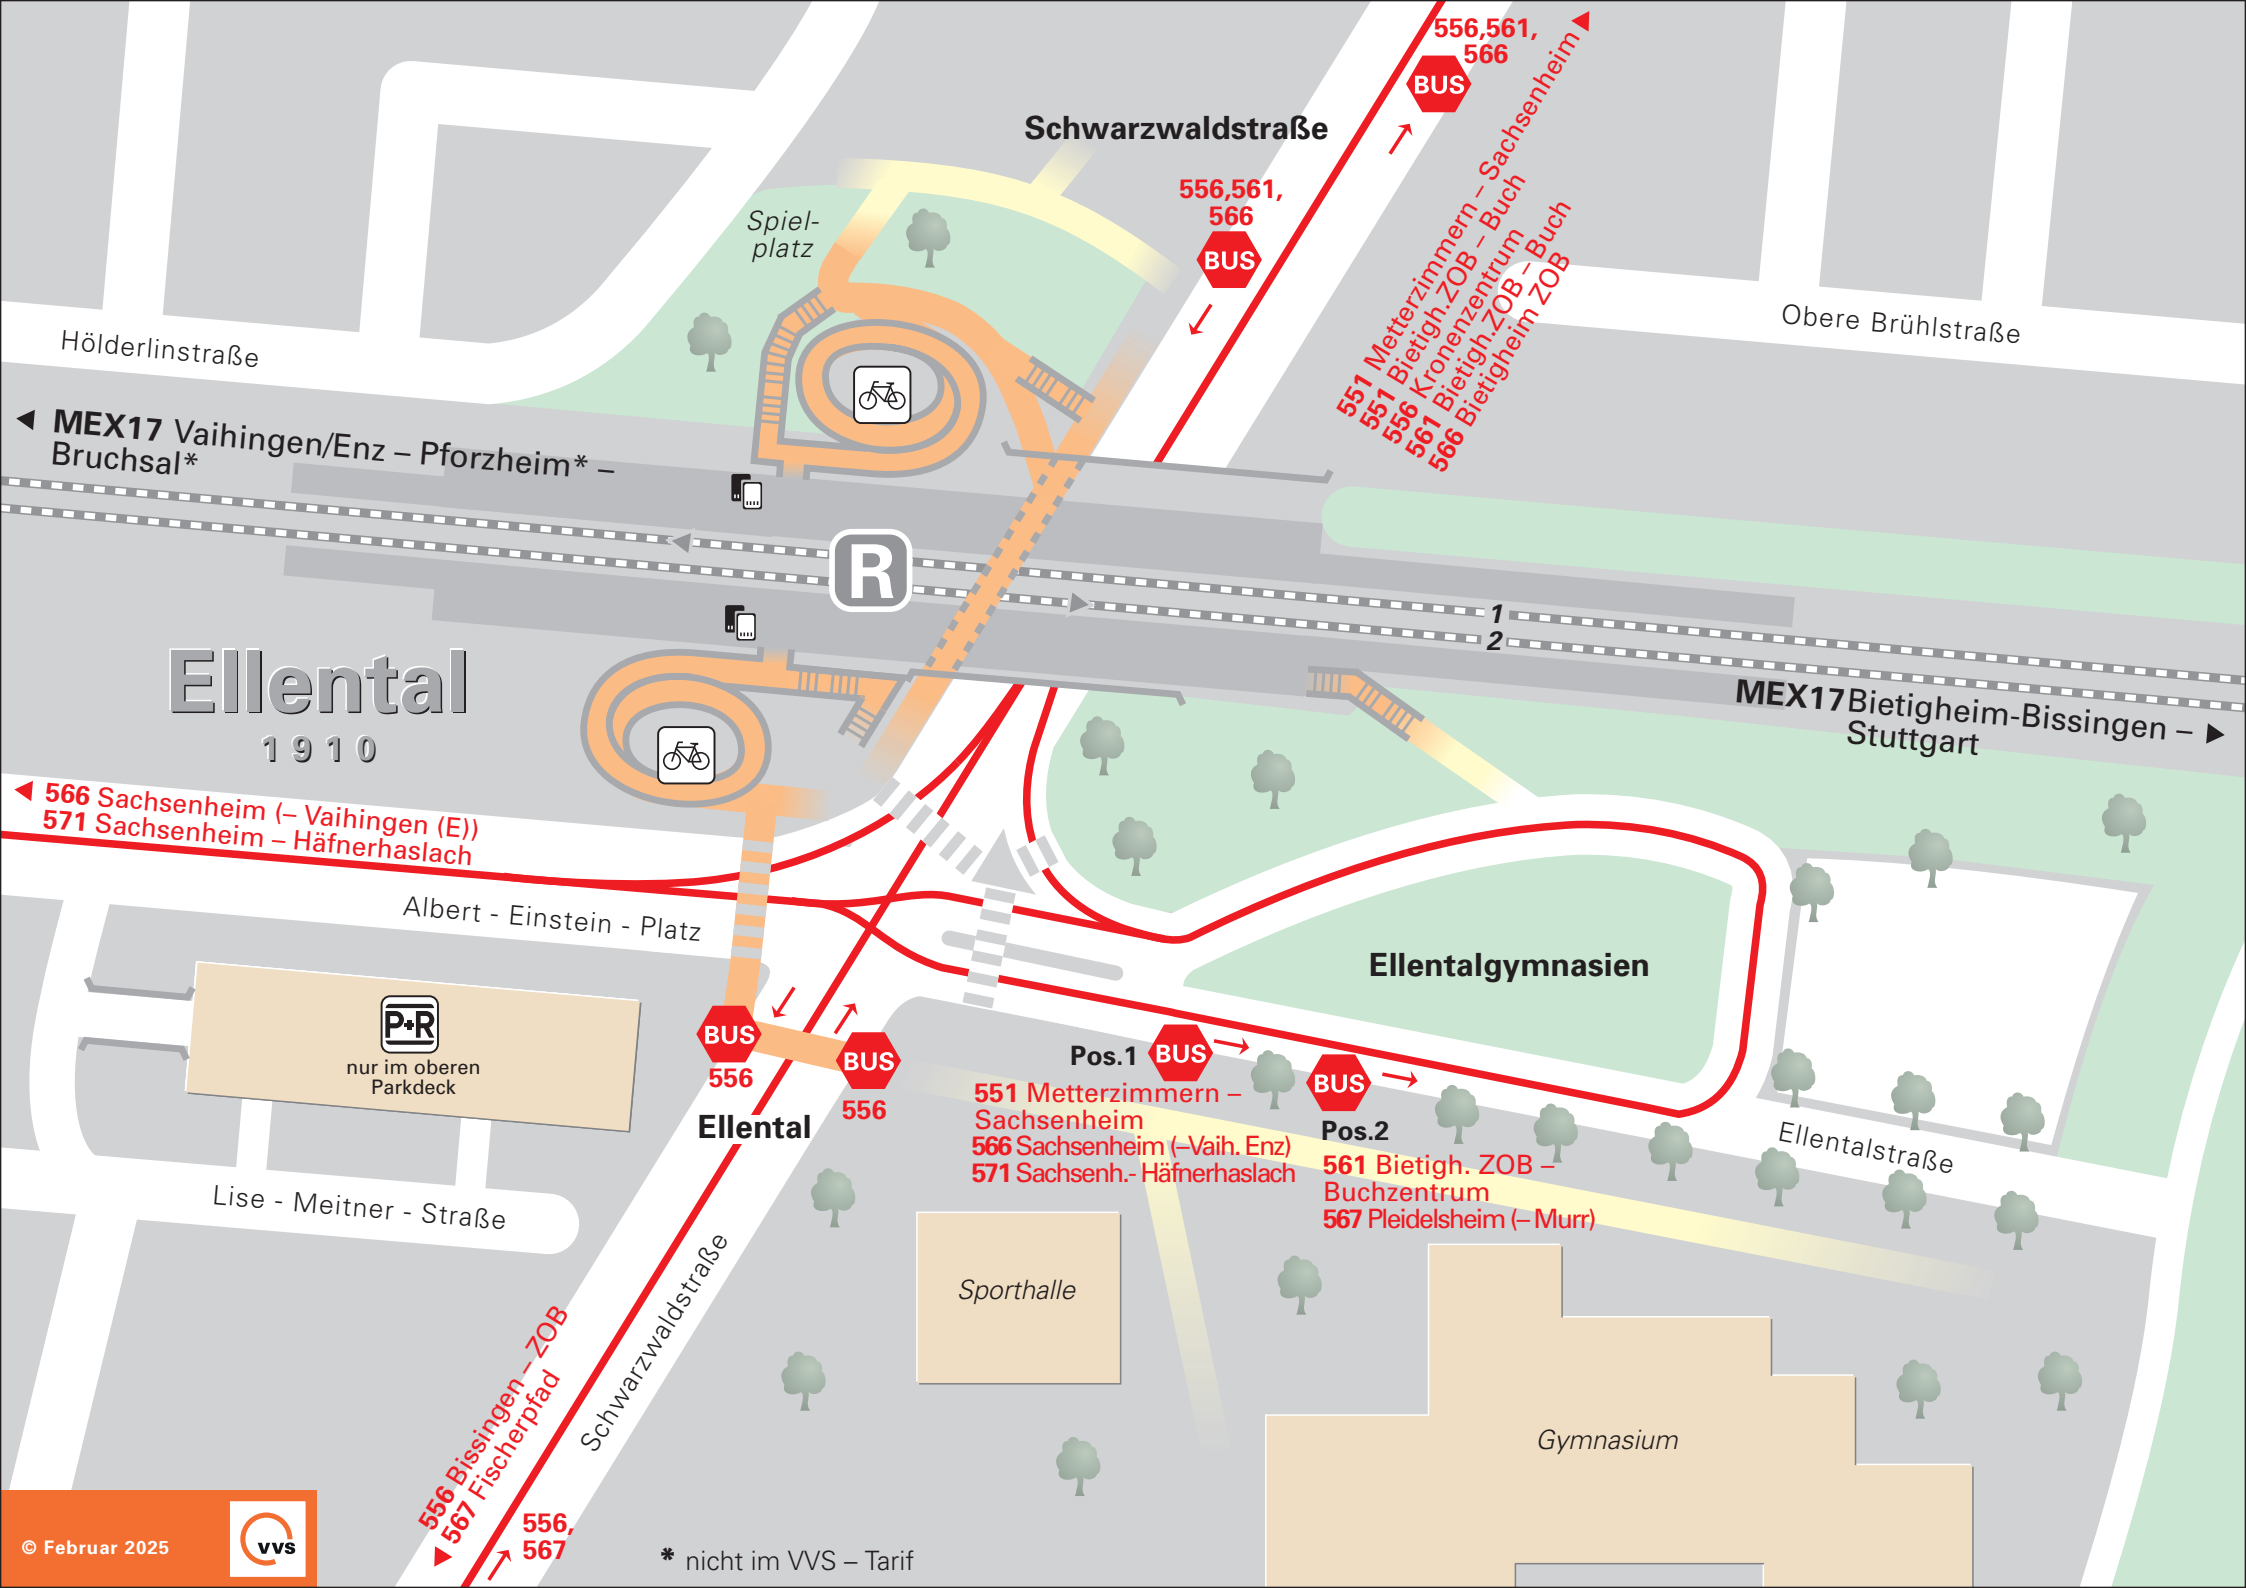 556,561,
566
BUS
Schwarzwaldstraße
556,561,
566
BUS
551 Metterzimmern – Sachsenheim
551 Bietigh.ZOB – Buch
556 Kronenzentrum
561 Bietigh.ZOB – Buch
566 Bietigheim ZOB
Spiel-
platz
Obere Brühlstraße
Hölderlinstraße
MEX17 Vaihingen/Enz – Pforzheim* –
Bruchsal*
R
1
2
Ellental
1910
MEX17 Bietigheim-Bissingen –
Stuttgart
566 Sachsenheim (– Vaihingen (E))
571 Sachsenheim – Häfnerhaslach
Albert - Einstein - Platz
Ellentalgymnasien
P+R
nur im oberen
Parkdeck
BUS
556
BUS
556
Ellental
Pos.1
BUS
551 Metterzimmern –
Sachsenheim
566 Sachsenheim (–Vaih. Enz)
571 Sachsenh.- Häfnerhaslach
BUS
Pos.2
561 Bietigh. ZOB –
Buchzentrum
567 Pleidelsheim (– Murr)
Ellentalstraße
Lise - Meitner - Straße
Schwarzwaldstraße
Sporthalle
Gymnasium
556 Bissingen – ZOB
567 Fischerpfad
556,
567
* nicht im VVS – Tarif
© Februar 2025
vvs